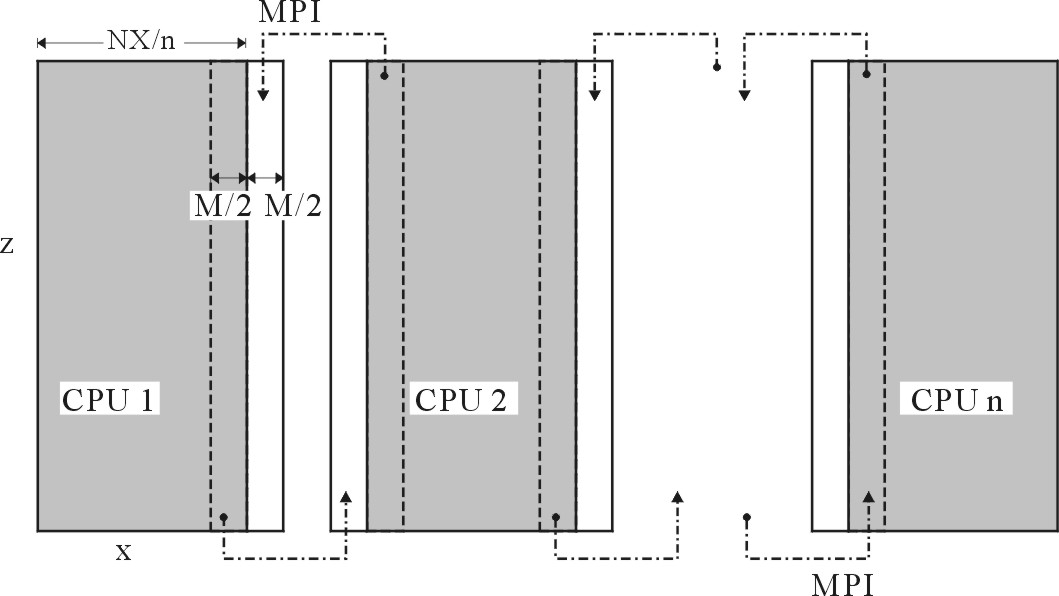 MPI
NX/n
M/2 M/2
z
CPU 1
CPU 2
CPU n
x
MPI